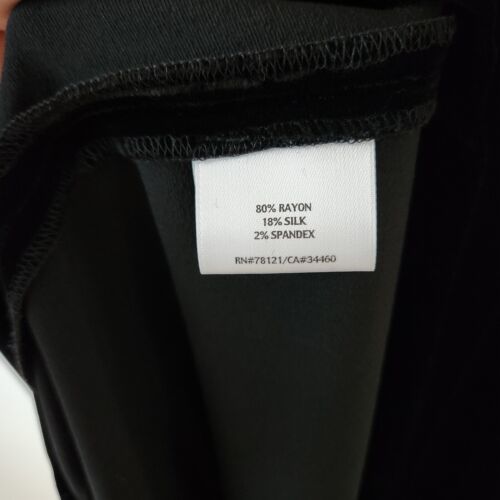 80% RAYON
18% SILK
2% SPANDEX
RN#78121/CA#34460